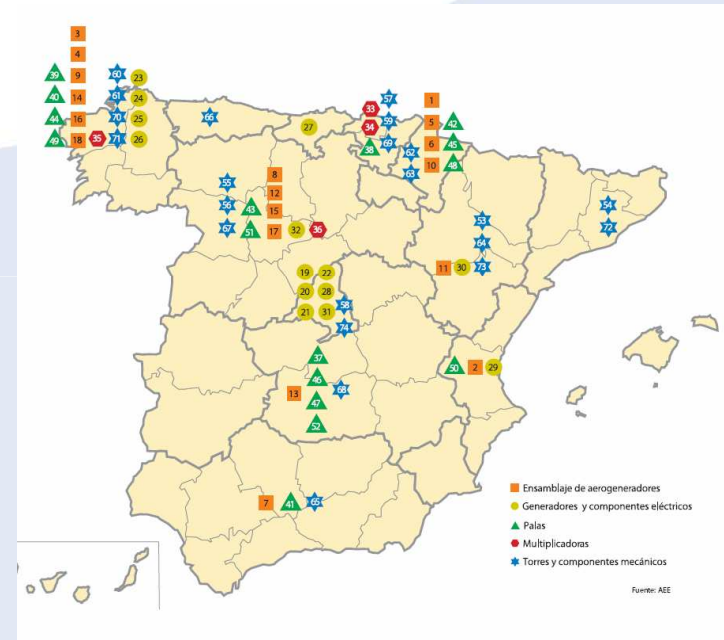 3
4
39 9 60 23
40 14 61 24
44 16 70 25
49 18 35 71 26
66
27
33 57
34 59
38 69
62
63
1
5 42
6 45
10 48
55
56 43
67 51
8
12
15
17 32 36
53
64
11 30 73
54
72
19 22
20 28
21 31
58
74
37
46
13 68
47
52
50 2 29
7 41 65
Ensamblaje de aerogeneradores
Generadores y componentes eléctricos
Palas
Multiplicadoras
Torres y componentes mecánicos
Fuente: AEE